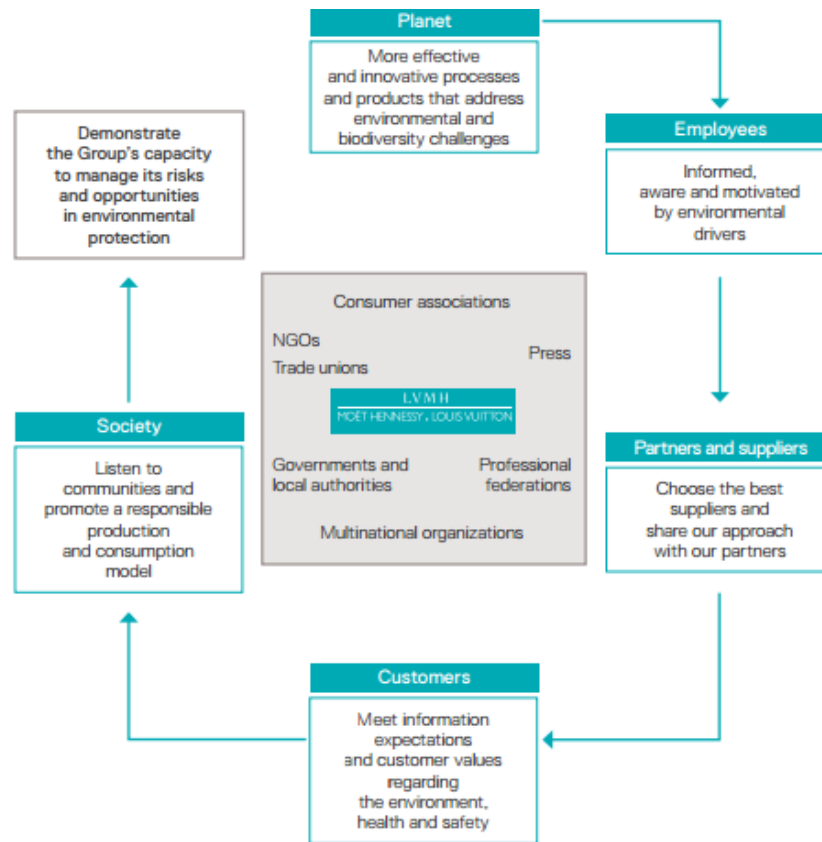 Planet
More effective
and innovative processes
and products that address
environmental and
biodiversity challenges
Employees
Informed,
aware and motivated
by environmental
drivers
Partners and suppliers
Choose the best
suppliers and
share our approach
with our partners
Customers
Meet information
expectations
and customer values
regarding
the environment,
health and safety
Society
Listen to
communities and
promote a responsible
production
and consumption
model
Demonstrate
the Group's capacity
to manage its risks
and opportunities
in environmental
protection
Consumer associations
NGOs
Press
Trade unions
LVMH
MOËT HENNESSY . LOUIS VUITTON
Governments and
local authorities
Professional
federations
Multinational organizations